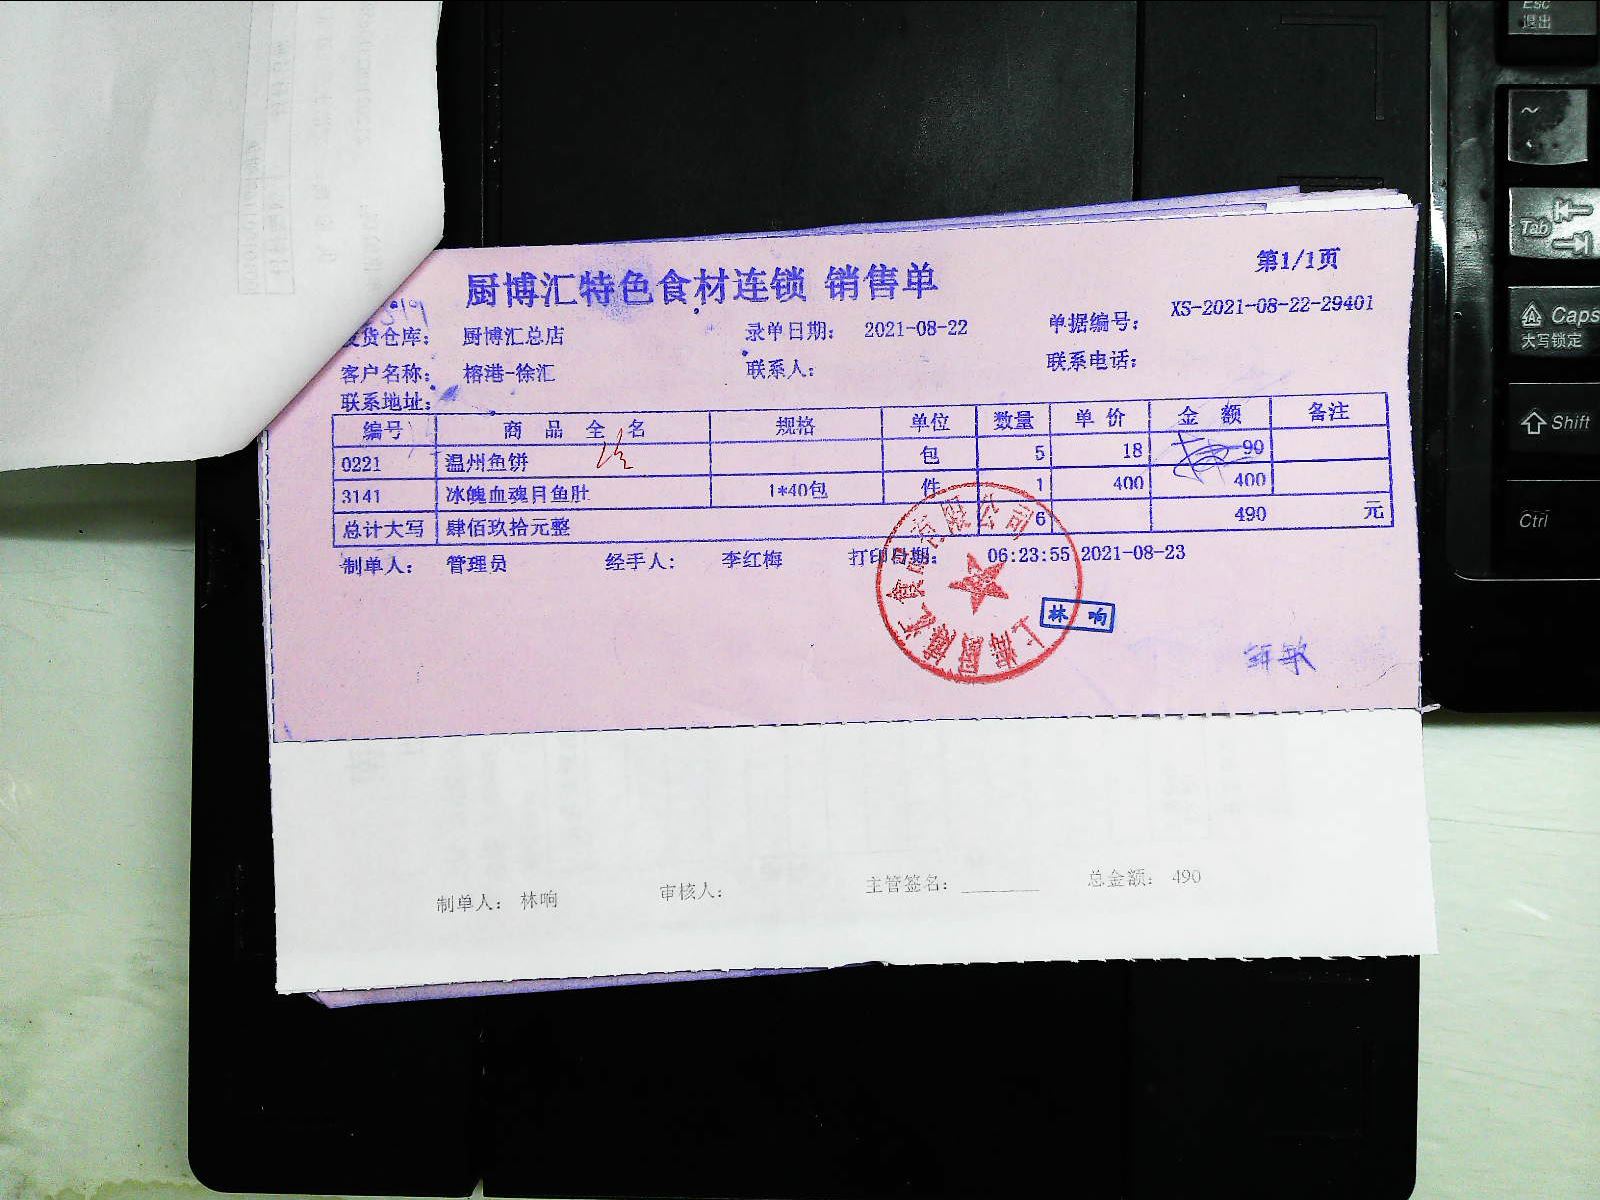 第1/1页
厨博汇特色食材连锁 销售单
货仓库： 厨博汇总店 录单日期： 2021-08-22 单据编号： XS-2021-08-22-29401
客户名称： 榕港-徐汇 联系人： 联系电话：
联系地址：
编号 商品全名 规格 单位 数量 单价 金额 备注
0221 温州鱼饼 包 5 18 90
3141 冰魄血魂目鱼肚 1*40包 件 1 400 400
总计大写 肆佰玖拾元整 6 490 元
制单人： 管理员 经手人： 李红梅 打印日期： 06:23:55 2021-08-23
林响
制单人： 林响 审核人： 主管签名： 总金额： 490
Esc
退出
~
Tab
Caps
大写锁定
Shift
Ctrl